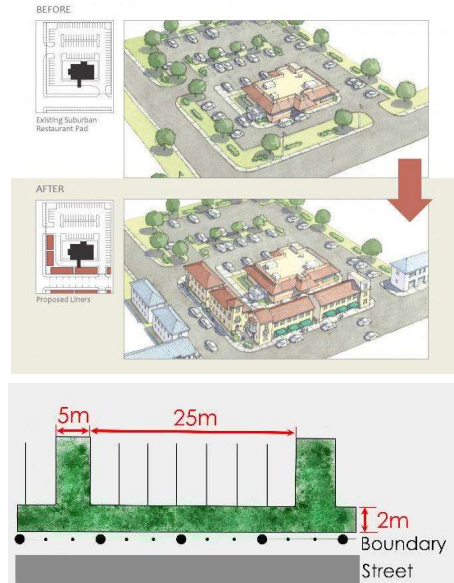 BEFORE
Existing Suburban
Restaurant Pad
AFTER
Proposed Liners
5m
25m
2m
Boundary
Street